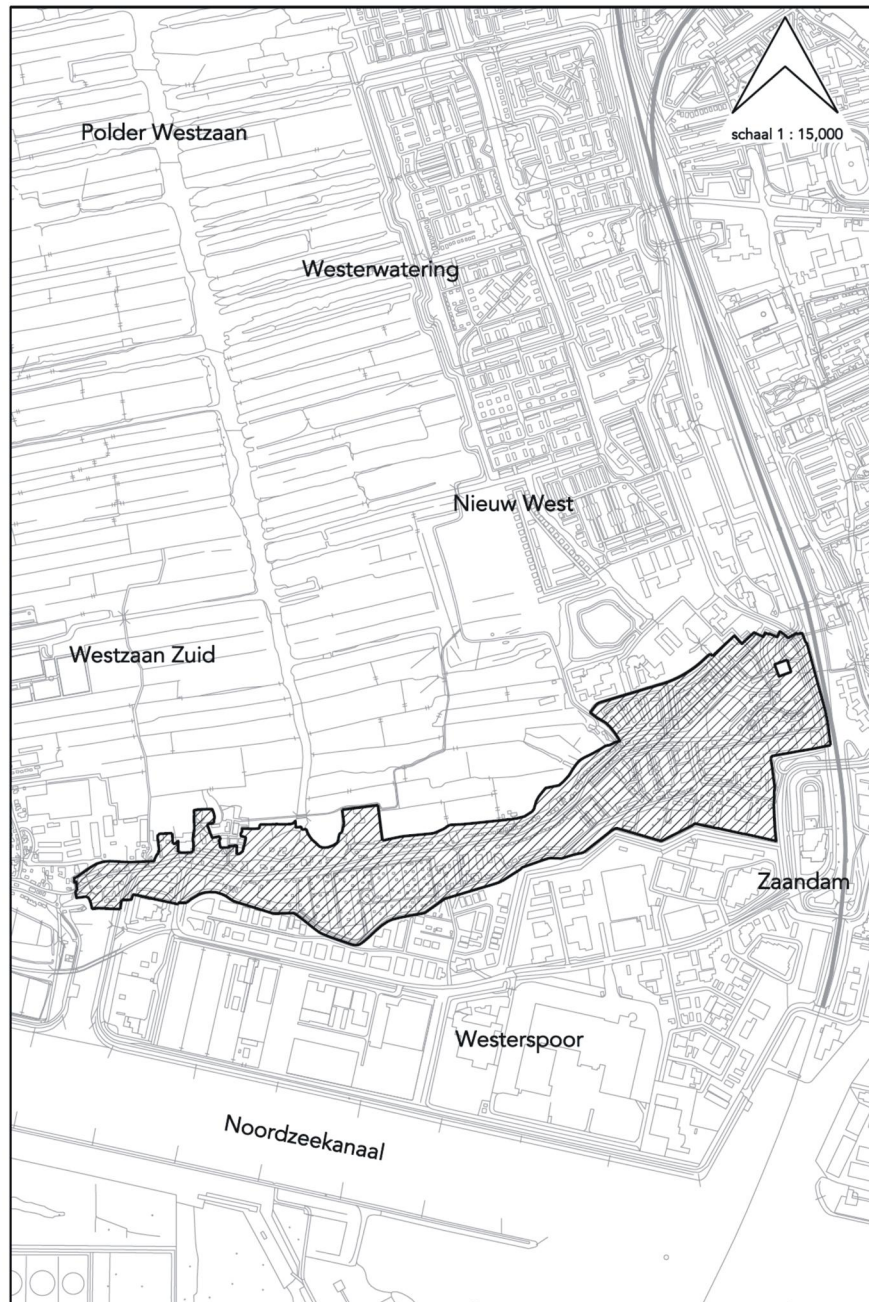 schaal 1 : 15,000
Polder Westzaan
Westerwatering
Nieuw West
Westzaan Zuid
Zaandam
Westerspoor
Noordzeekanaal